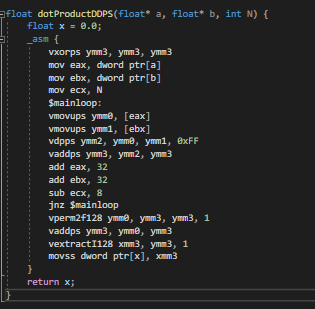 float dotProductDDPS(float* a, float* b, int N) {
float x = 0.0;
_asm {
vxorps ymm3, ymm3, ymm3
mov eax, dword ptr[a]
mov ebx, dword ptr[b]
mov ecx, N
$mainloop:
vmovups ymm0, [eax]
vmovups ymm1, [ebx]
vdpps ymm2, ymm0, ymm1, 0xFF
vaddps ymm3, ymm2, ymm3
add eax, 32
add ebx, 32
sub ecx, 8
jnz $mainloop
vperm2f128 ymm0, ymm3, ymm3, 1
vaddps ymm3, ymm0, ymm3
vextractI128 xmm3, ymm3, 1
movss dword ptr[x], xmm3
}
return x;
}